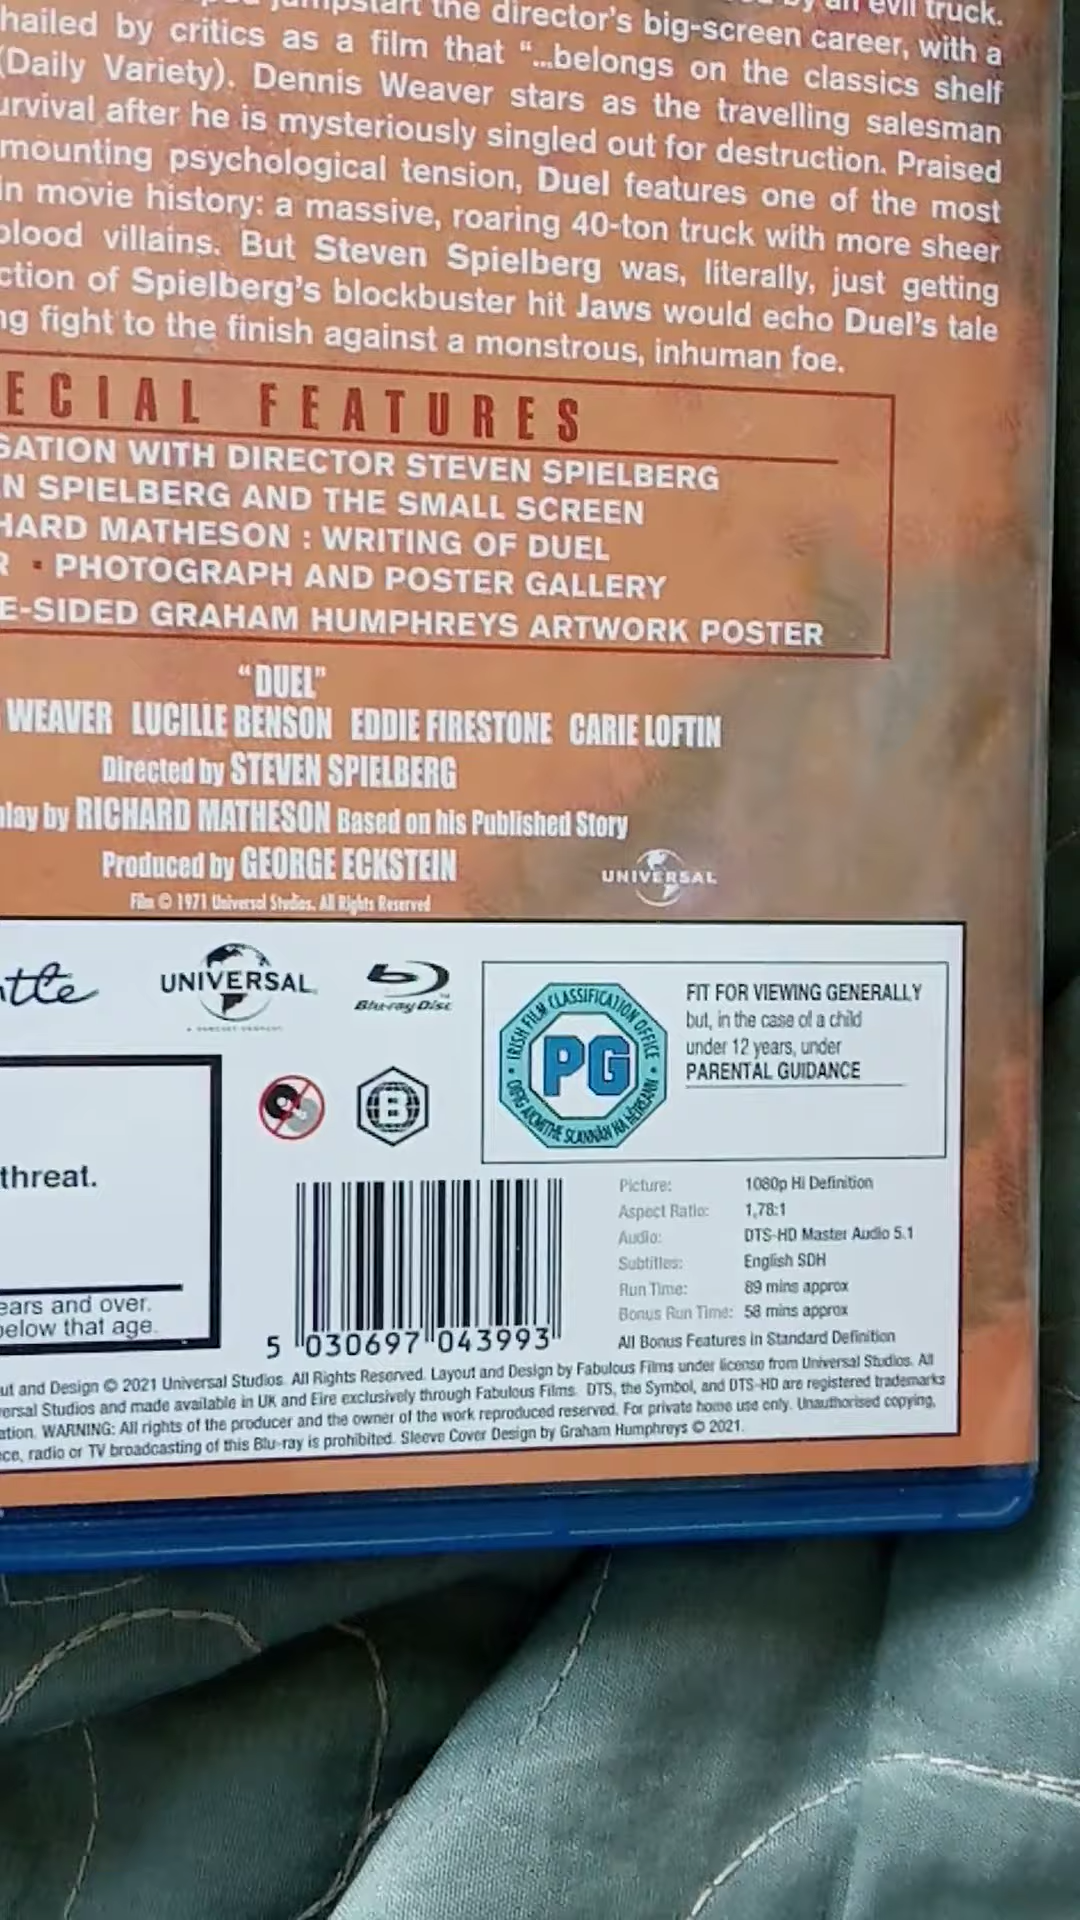 the director's big-screen career, with a
hailed by critics as a film that “...belongs on the classics shelf
(Daily Variety). Dennis Weaver stars as the travelling salesman
after he is mysteriously singled out for destruction. Praised
mounting psychological tension, Duel features one of the most
in movie history: a massive, roaring 40-ton truck with more sheer
blood villains. But Steven Spielberg was, literally, just getting
of Spielberg's blockbuster hit Jaws would echo Duel's tale
fight to the finish against a monstrous, inhuman foe.
ECIAL FEATURES
SATION WITH DIRECTOR STEVEN SPIELBERG
N SPIELBERG AND THE SMALL SCREEN
HARD MATHESON : WRITING OF DUEL
R ▪ PHOTOGRAPH AND POSTER GALLERY
E-SIDED GRAHAM HUMPHREYS ARTWORK POSTER
“DUEL”
WEAVER LUCILLE BENSON EDDIE FIRESTONE CARIE LOFTIN
Directed by STEVEN SPIELBERG
lay by RICHARD MATHESON Based on his Published Story
Produced by GEORGE ECKSTEIN
UNIVERSAL
Film © 1971 Universal Studios. All Rights Reserved
UNIVERSAL
Blu-ray Disc
IRISH FILM CLASSIFICATION OFFICE
PG
OIFIG AICMITHE SCANNÁN NA HÉIREANN
FIT FOR VIEWING GENERALLY
but, in the case of a child
under 12 years, under
PARENTAL GUIDANCE
B
threat.
ears and over.
below that age.
5 030697 043993
Picture: 1080p Hi Definition
Aspect Ratio: 1.78:1
Audio: DTS-HD Master Audio 5.1
Subtitles: English SDH
Run Time: 89 mins approx
Bonus Run Time: 58 mins approx
All Bonus Features in Standard Definition
ut and Design © 2021 Universal Studios. All Rights Reserved. Layout and Design by Fabulous Films under license from Universal Studios. All
ersal Studios and made available in UK and Eire exclusively through Fabulous Films. DTS, the Symbol, and DTS-HD are registered trademarks
ation. WARNING: All rights of the producer and the owner of the work reproduced reserved. For private home use only. Unauthorised copying,
ce, radio or TV broadcasting of this Blu-ray is prohibited. Sleeve Cover Design by Graham Humphreys © 2021.